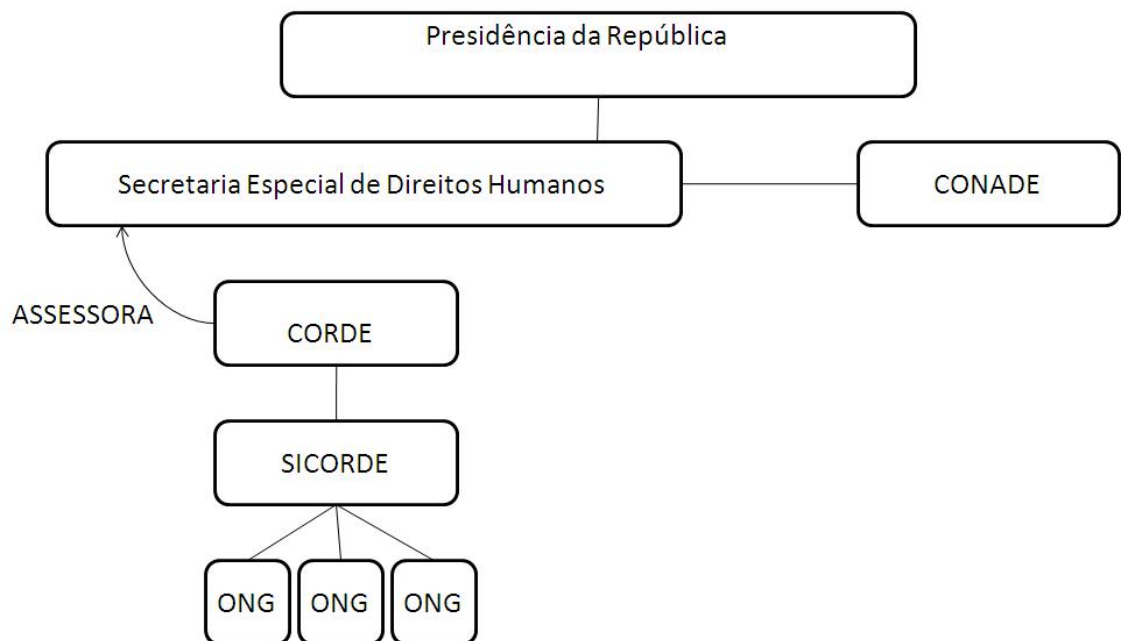 Presidência da República
Secretaria Especial de Direitos Humanos
CONADE
ASSESSORA
CORDE
SICORDE
ONG
ONG
ONG